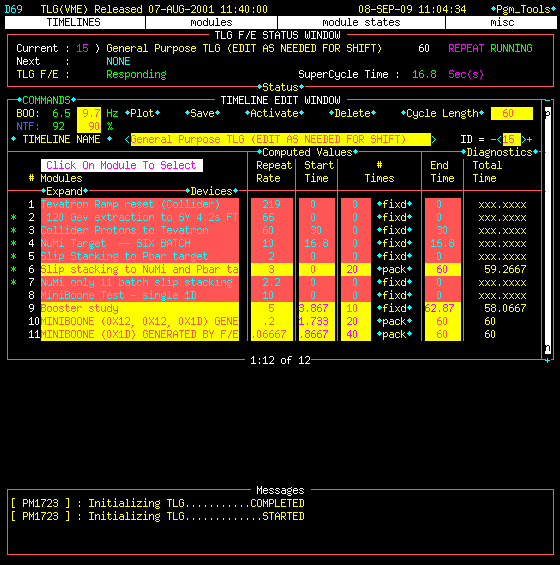 D69 TLG(VME) Released 07-AUG-2001 11:40:00 08-SEP-09 11:04:34 ◆Pgm_Tools◆
TIMELINES modules module states misc
TLG F/E STATUS WINDOW
Current : 15 ) General Purpose TLG (EDIT AS NEEDED FOR SHIFT) 60 REPEAT RUNNING
Next : NONE
TLG F/E : Responding SuperCycle Time : 16.8 Sec(s)
◆Status◆
◆COMMANDS◆ TIMELINE EDIT WINDOW
BOO: 6.5 9.7 Hz ◆Plot◆ ◆Save◆ ◆Activate◆ ◆Delete◆ ◆Cycle Length◆ 60 P
NTF: 92 90 %
◆ TIMELINE NAME ◆ <General Purpose TLG (EDIT AS NEEDED FOR SHIFT) > ID = -<15 >+
◆Computed Values◆ ◆Diagnostics◆
Click On Module To Select Repeat Start # End Total
# Modules Rate Time Times Time Time
◆Expand◆ ◆Devices◆
1 Tevatron Ramp reset (Collider) 219 0 0 ◆fixd◆ 0 xxx.xxxx
* 2 120 Gev extraction to SY 4.2s FT 65 0 0 ◆fixd◆ 0 xxx.xxxx
* 3 Collider Protons to Tevatron 60 30 0 ◆fixd◆ 30 xxx.xxxx
* 4 NuMi Target -- SIX BATCH 10 16.8 0 ◆fixd◆ 16.8 xxx.xxxx
* 5 Slip Stacking to Pbar target 2 0 0 ◆fixd◆ 0 xxx.xxxx
* 6 Slip stacking to NuMi and Pbar ta 3 0 20 ◆pack◆ 60 59.2667
* 7 NuMi only 11 batch slip stacking 2.2 0 0 ◆fixd◆ 0 xxx.xxxx
8 MiniBoone Test - single 1D 10 0 0 ◆fixd◆ 0 xxx.xxxx
9 Booster study 5 3.867 10 ◆fixd◆ 62.87 58.0667
10 MINIBOONE (0X12, 0X12, 0X1D) GENE .2 1.733 20 ◆pack◆ 60 60
11 MINIBOONE (0X1D) GENERATED BY F/E .06667 .8667 40 ◆pack◆ 60 60
n
1:12 of 12 +
Messages
[ PM1723 ] : Initializing TLG..........COMPLETED
[ PM1723 ] : Initializing TLG............STARTED